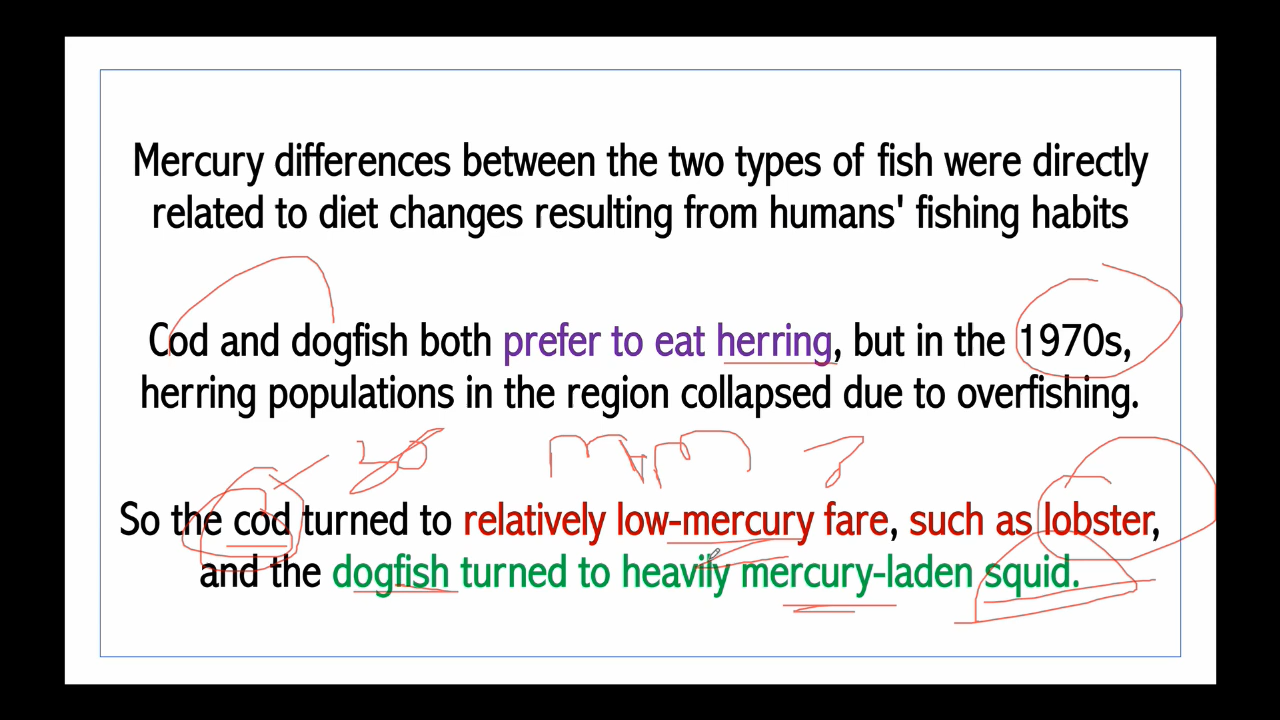 Mercury differences between the two types of fish were directly
related to diet changes resulting from humans' fishing habits
Cod and dogfish both prefer to eat herring, but in the 1970s,
herring populations in the region collapsed due to overfishing.
So the cod turned to relatively low-mercury fare, such as lobster,
and the dogfish turned to heavily mercury-laden squid.